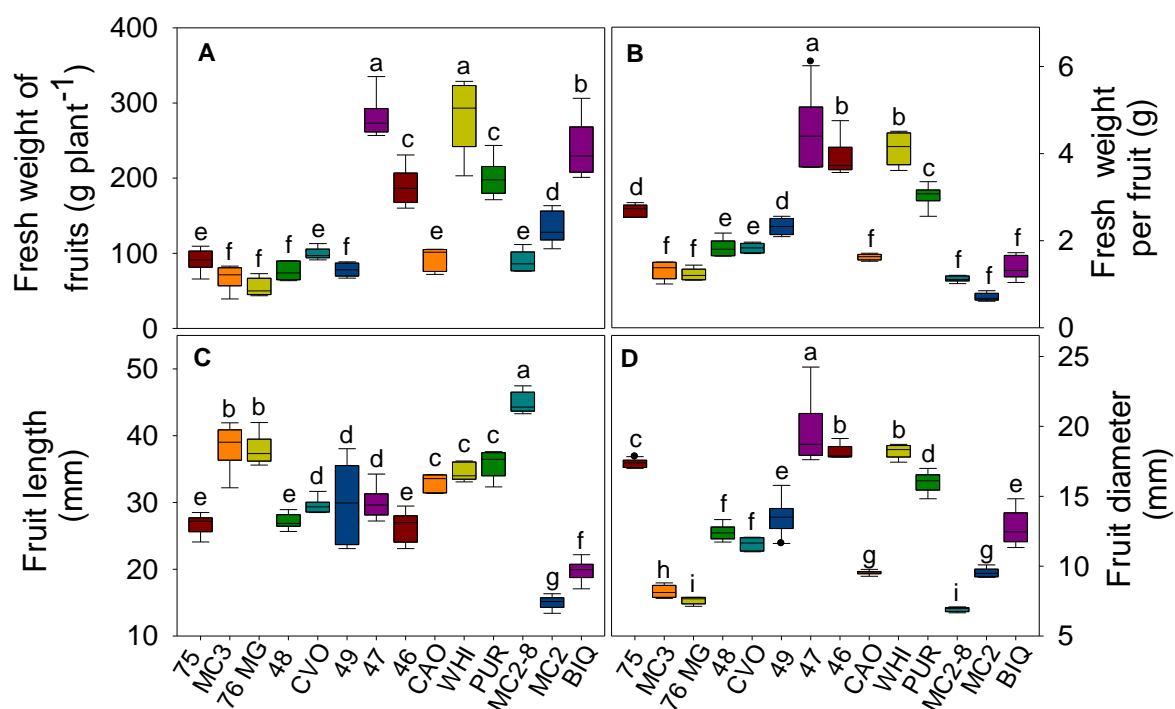 A
Fresh weight of
fruits (g plant⁻¹)
400
300
200
100
0
e f f f e f a c e a c e d b
B
Fresh weight
per fruit (g)
6
4
2
0
d f f e e d a b f b c f f f
C
Fruit length
(mm)
50
40
30
20
10
e b b e d d d e c c c a g f
D
Fruit diameter
(mm)
25
20
15
10
5
c h i f f e a b g b d i g e
75 MC3 76 MG 48 CVO 49 47 46 CAO WHI PUR MC2-8 MC2 BIQ
75 MC3 76 MG 48 CVO 49 47 46 CAO WHI PUR MC2-8 MC2 BIQ